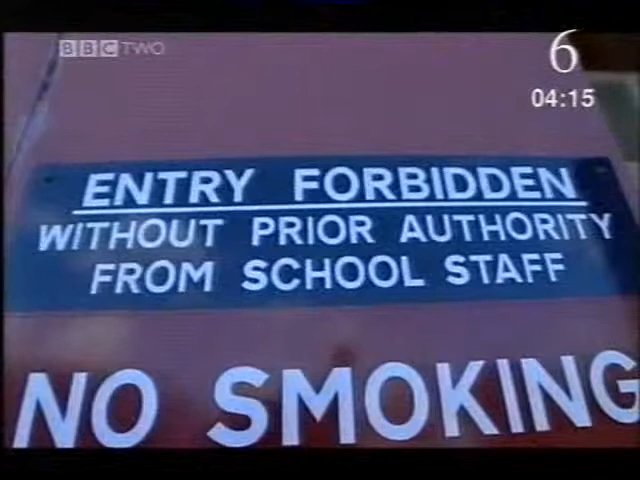 BBC TWO
6
04:15
ENTRY FORBIDDEN
WITHOUT PRIOR AUTHORITY
FROM SCHOOL STAFF
NO SMOKING